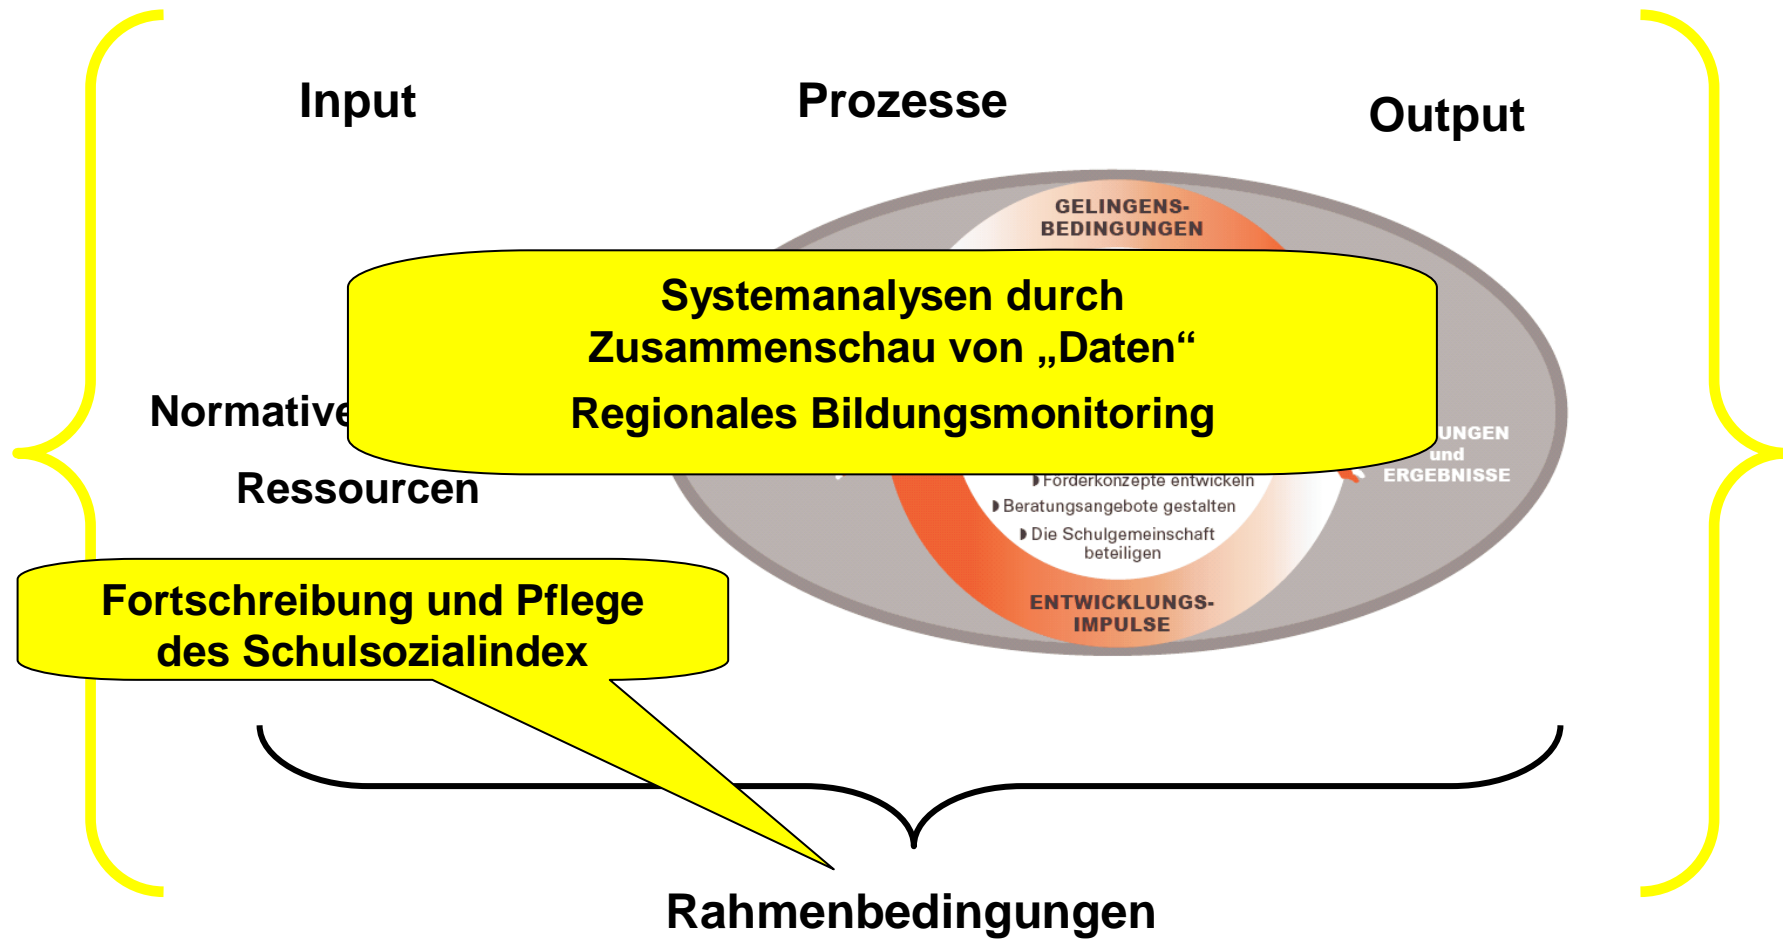 Input
Prozesse
Output
GELINGENS-
BEDINGUNGEN
Systemanalysen durch
Zusammenschau von „Daten“
Regionales Bildungsmonitoring
Normative
Ressourcen
UNGEN
und
ERGEBNISSE
Förderkonzepte entwickeln
Beratungsangebote gestalten
Die Schulgemeinschaft
beteiligen
ENTWICKLUNGS-
IMPULSE
Fortschreibung und Pflege
des Schulsozialindex
Rahmenbedingungen